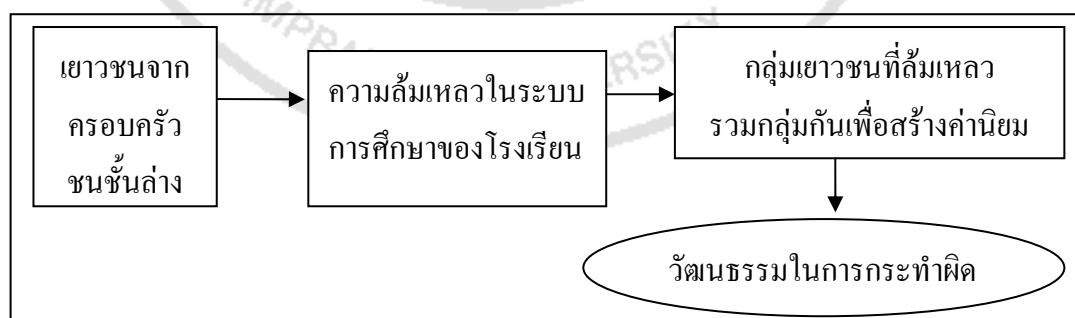 เยาวชนจาก
ครอบครัว
ชนชั้นล่าง
ความล้มเหลวในระบบ
การศึกษาของโรงเรียน
กลุ่มเยาวชนที่ล้มเหลว
รวมกลุ่มกันเพื่อสร้างค่านิยม
วัฒนธรรมในการกระทำผิด